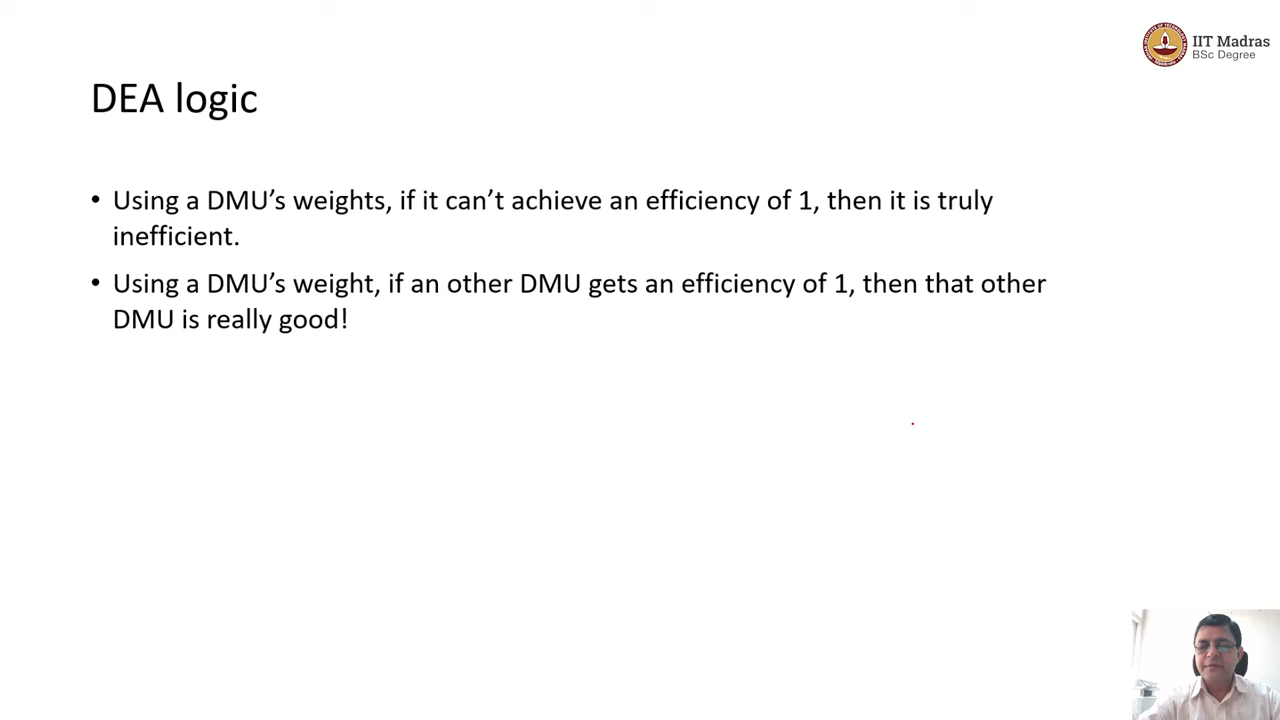 IIT Madras
BSc Degree
DEA logic
• Using a DMU’s weights, if it can’t achieve an efficiency of 1, then it is truly
inefficient.
• Using a DMU’s weight, if an other DMU gets an efficiency of 1, then that other
DMU is really good!